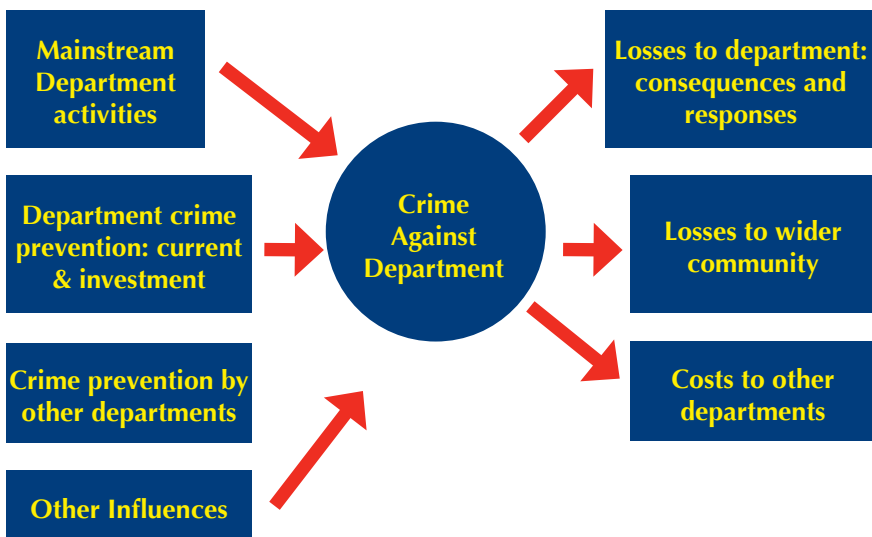 Mainstream
Department
activities
Department crime
prevention: current
& investment
Crime prevention by
other departments
Other Influences
Crime
Against
Department
Losses to department:
consequences and
responses
Losses to wider
community
Costs to other
departments